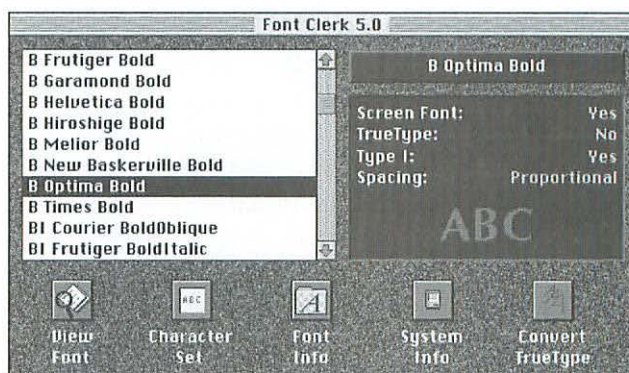 Font Clerk 5.0
B Frutiger Bold
B Garamond Bold
B Helvetica Bold
B Hiroshige Bold
B Melior Bold
B New Baskerville Bold
B Optima Bold
B Times Bold
BI Courier BoldOblique
BI Frutiger BoldItalic
B Optima Bold
Screen Font: Yes
TrueType: No
Type I: Yes
Spacing: Proportional
ABC
View Font
ABC
Character Set
A
Font Info
System Info
Convert TrueType